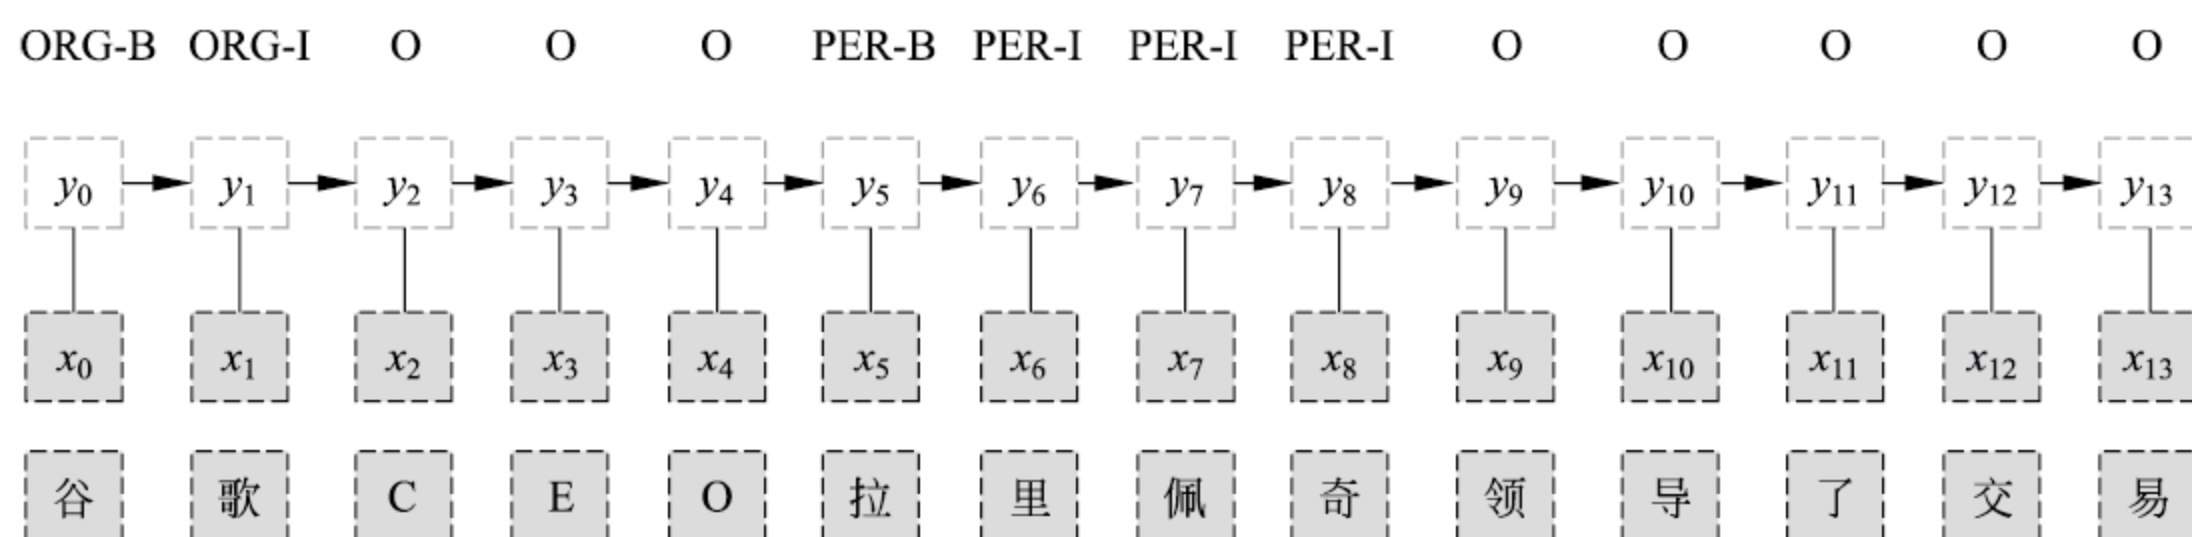 ORG-B ORG-I O O O PER-B PER-I PER-I PER-I O O O O O
y₀ y₁ y₂ y₃ y₄ y₅ y₆ y₇ y₈ y₉ y₁₀ y₁₁ y₁₂ y₁₃
x₀ x₁ x₂ x₃ x₄ x₅ x₆ x₇ x₈ x₉ x₁₀ x₁₁ x₁₂ x₁₃
谷 歌 C E O 拉 里 佩 奇 领 导 了 交 易